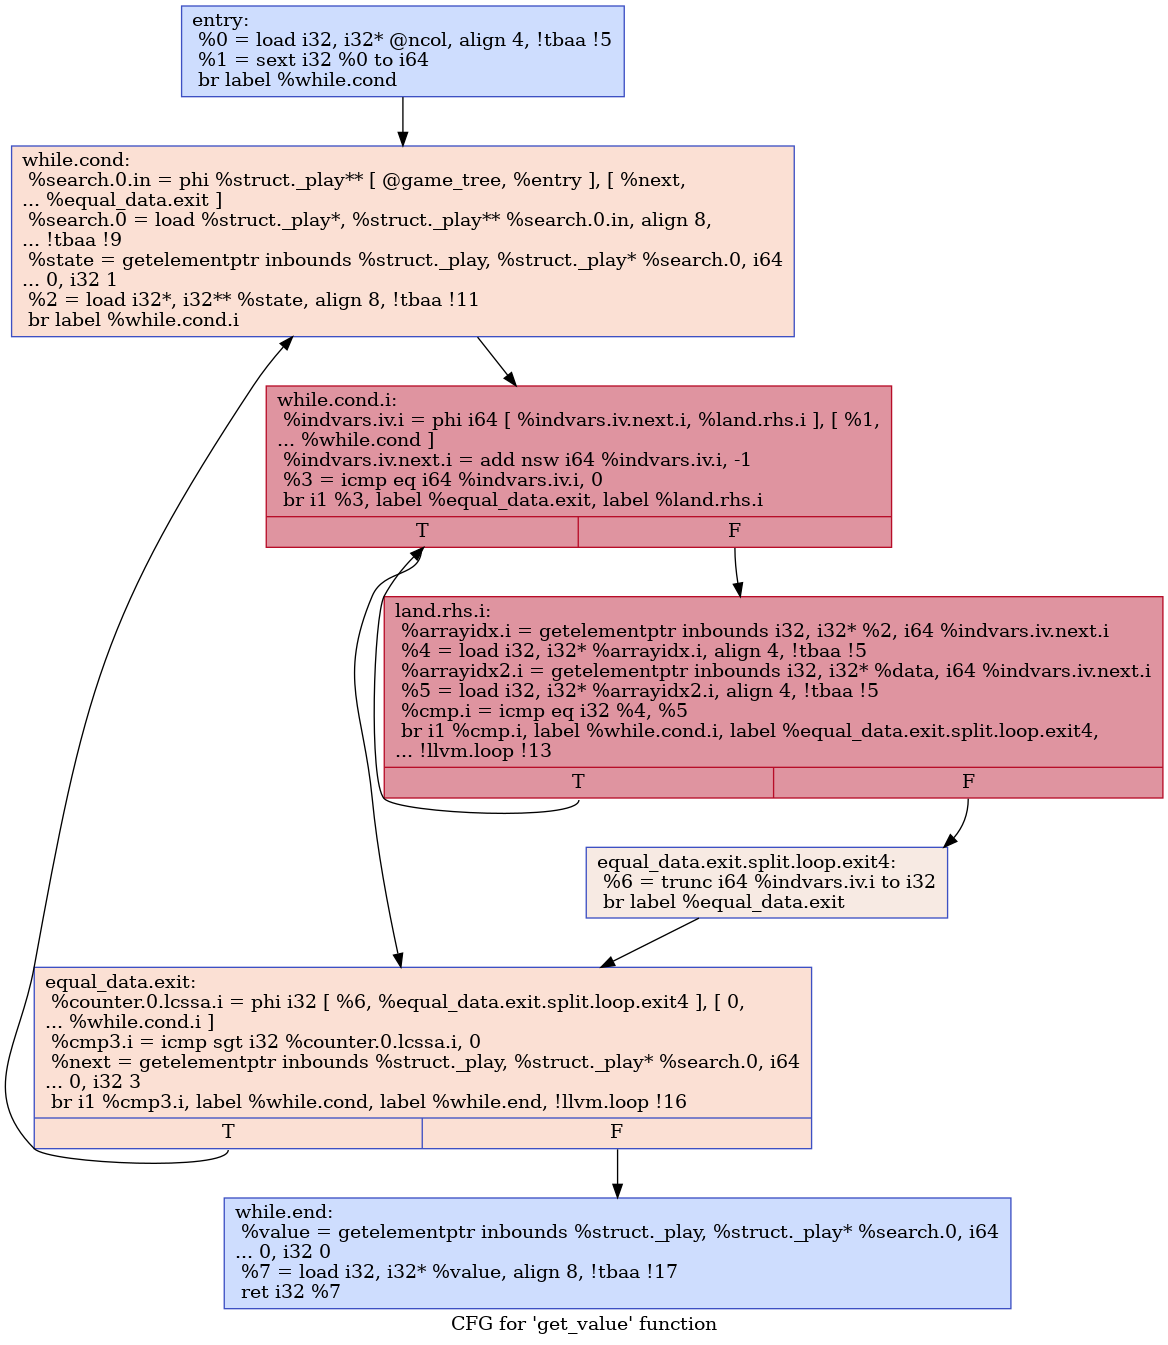 entry:
%0 = load i32, i32* @ncol, align 4, !tbaa !5
%1 = sext i32 %0 to i64
br label %while.cond
while.cond:
%search.0.in = phi %struct._play** [ @game_tree, %entry ], [ %next,
... %equal_data.exit ]
%search.0 = load %struct._play*, %struct._play** %search.0.in, align 8,
... !tbaa !9
%state = getelementptr inbounds %struct._play, %struct._play* %search.0, i64
... 0, i32 1
%2 = load i32*, i32** %state, align 8, !tbaa !11
br label %while.cond.i
while.cond.i:
%indvars.iv.i = phi i64 [ %indvars.iv.next.i, %land.rhs.i ], [ %1,
... %while.cond ]
%indvars.iv.next.i = add nsw i64 %indvars.iv.i, -1
%3 = icmp eq i64 %indvars.iv.i, 0
br i1 %3, label %equal_data.exit, label %land.rhs.i
T F
land.rhs.i:
%arrayidx.i = getelementptr inbounds i32, i32* %2, i64 %indvars.iv.next.i
%4 = load i32, i32* %arrayidx.i, align 4, !tbaa !5
%arrayidx2.i = getelementptr inbounds i32, i32* %data, i64 %indvars.iv.next.i
%5 = load i32, i32* %arrayidx2.i, align 4, !tbaa !5
%cmp.i = icmp eq i32 %4, %5
br i1 %cmp.i, label %while.cond.i, label %equal_data.exit.split.loop.exit4,
... !llvm.loop !13
T F
equal_data.exit.split.loop.exit4:
%6 = trunc i64 %indvars.iv.i to i32
br label %equal_data.exit
equal_data.exit:
%counter.0.lcssa.i = phi i32 [ %6, %equal_data.exit.split.loop.exit4 ], [ 0,
... %while.cond.i ]
%cmp3.i = icmp sgt i32 %counter.0.lcssa.i, 0
%next = getelementptr inbounds %struct._play, %struct._play* %search.0, i64
... 0, i32 3
br i1 %cmp3.i, label %while.cond, label %while.end, !llvm.loop !16
T F
while.end:
%value = getelementptr inbounds %struct._play, %struct._play* %search.0, i64
... 0, i32 0
%7 = load i32, i32* %value, align 8, !tbaa !17
ret i32 %7
CFG for 'get_value' function